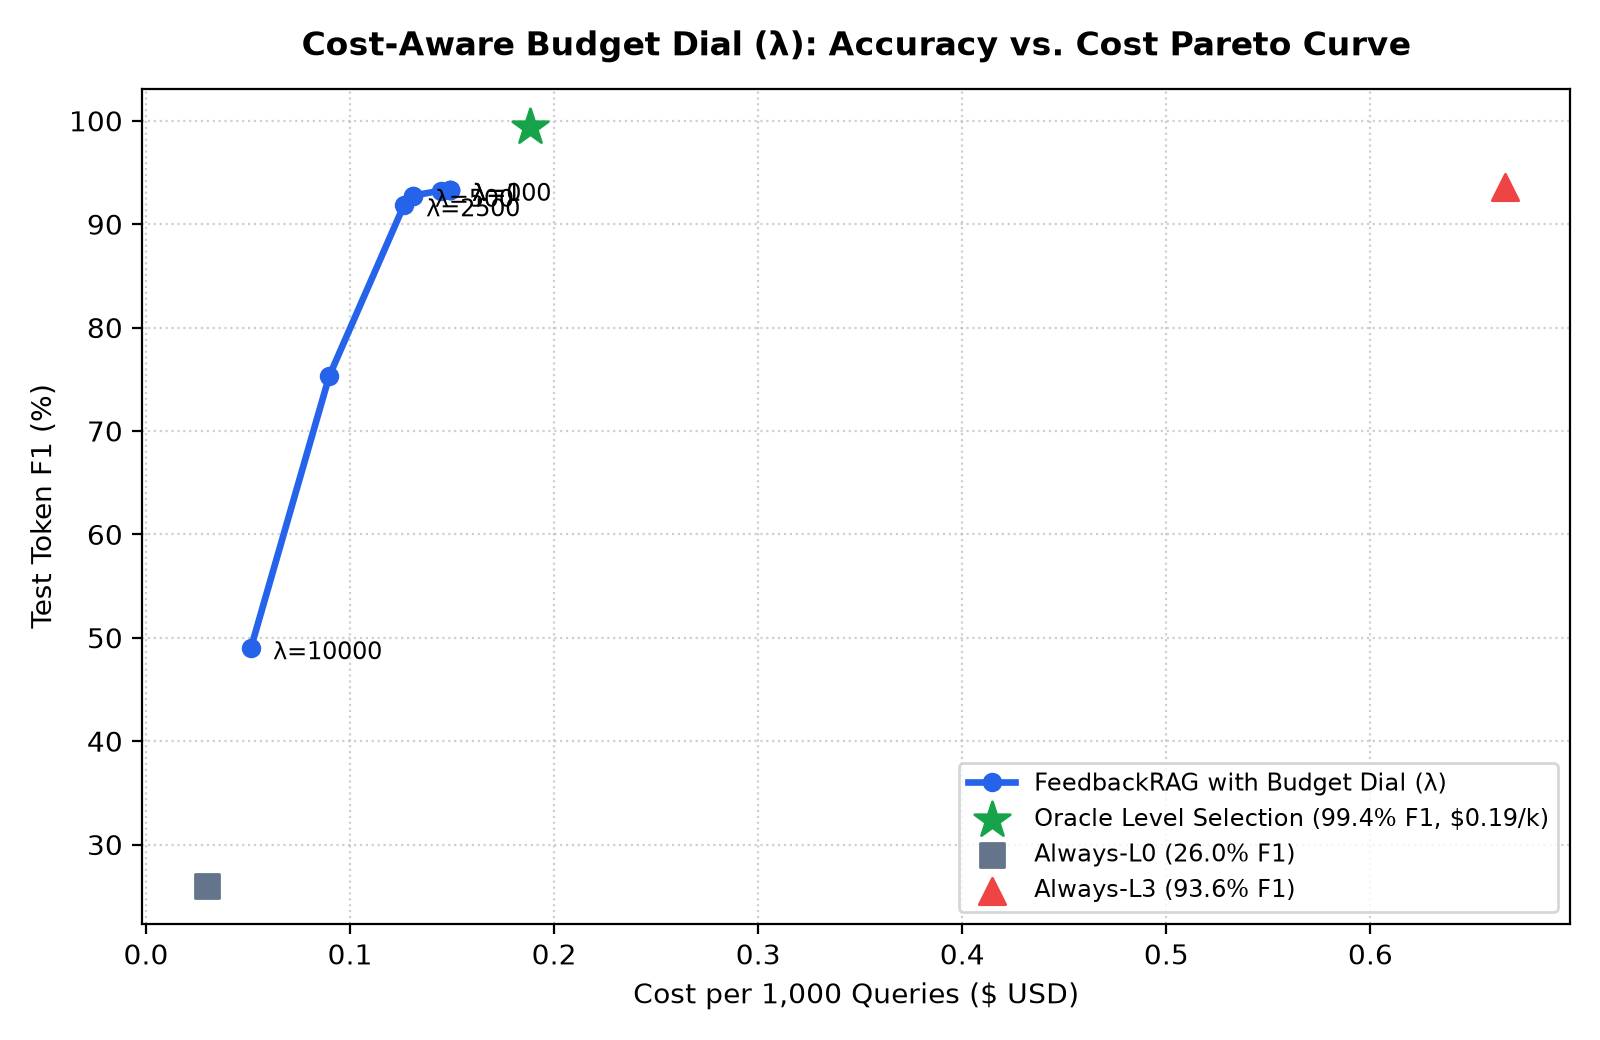 Cost-Aware Budget Dial (λ): Accuracy vs. Cost Pareto Curve
100
90
80
70
60
50
40
30
Test Token F1 (%)
λ=2500
λ=10000
FeedbackRAG with Budget Dial (λ)
Oracle Level Selection (99.4% F1, $0.19/k)
Always-L0 (26.0% F1)
Always-L3 (93.6% F1)
0.0 0.1 0.2 0.3 0.4 0.5 0.6
Cost per 1,000 Queries ($ USD)